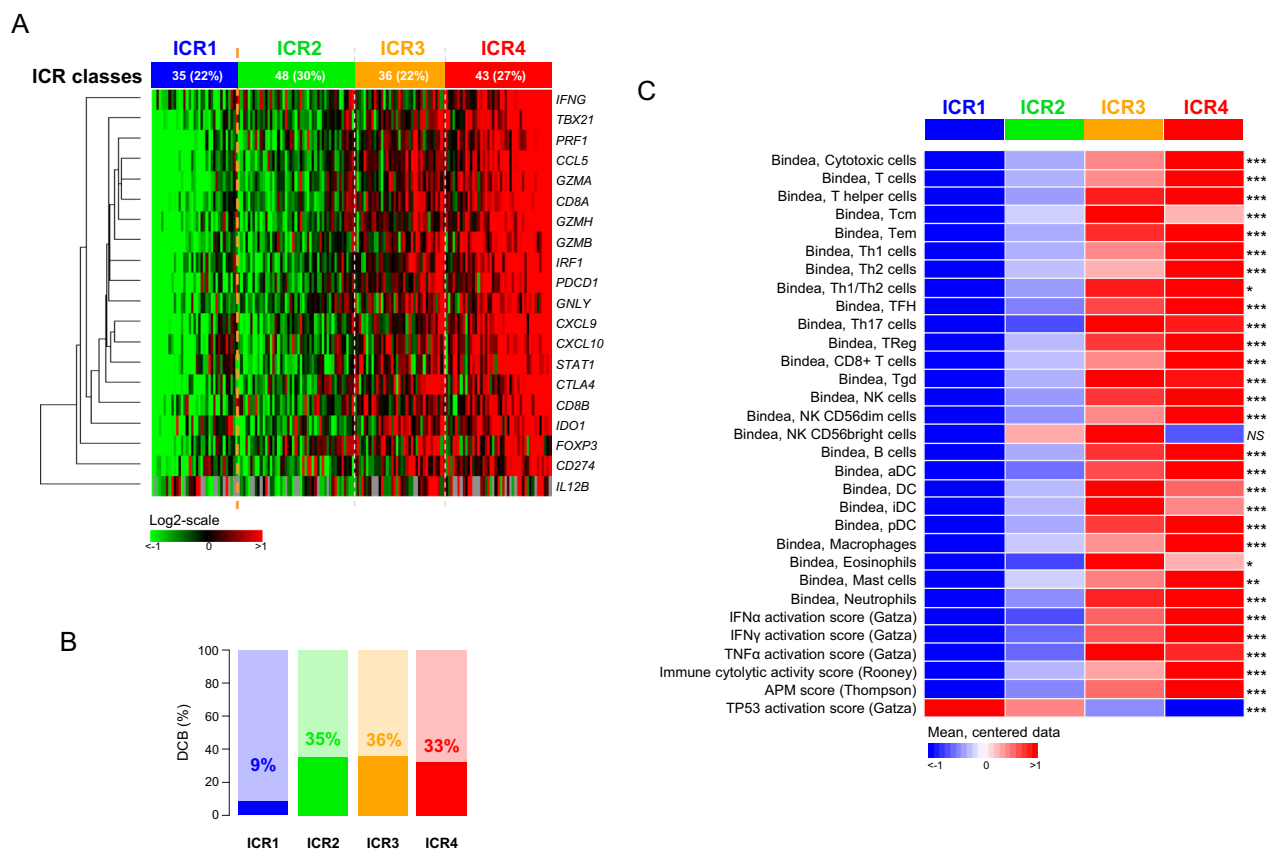 A
ICR1 ICR2 ICR3 ICR4
ICR classes 35 (22%) 48 (30%) 36 (22%) 43 (27%)
IFNG
TBX21
PRF1
CCL5
GZMA
CD8A
GZMH
GZMB
IRF1
PDCD1
GNLY
CXCL9
CXCL10
STAT1
CTLA4
CD8B
IDO1
FOXP3
CD274
IL12B
Log2-scale
<-1 0 >1
B
DCB (%)
100
80
60
40
20
0
9% 35% 36% 33%
ICR1 ICR2 ICR3 ICR4
C
ICR1 ICR2 ICR3 ICR4
Bindea, Cytotoxic cells ***
Bindea, T cells ***
Bindea, T helper cells ***
Bindea, Tcm ***
Bindea, Tem ***
Bindea, Th1 cells ***
Bindea, Th2 cells ***
Bindea, Th1/Th2 cells *
Bindea, TFH ***
Bindea, Th17 cells ***
Bindea, TReg ***
Bindea, CD8+ T cells ***
Bindea, Tgd ***
Bindea, NK cells ***
Bindea, NK CD56dim cells ***
Bindea, NK CD56bright cells NS
Bindea, B cells ***
Bindea, aDC ***
Bindea, DC ***
Bindea, iDC ***
Bindea, pDC ***
Bindea, Macrophages ***
Bindea, Eosinophils *
Bindea, Mast cells **
Bindea, Neutrophils ***
IFNα activation score (Gatza) ***
IFNγ activation score (Gatza) ***
TNFα activation score (Gatza) ***
Immune cytolytic activity score (Rooney) ***
APM score (Thompson) ***
TP53 activation score (Gatza) ***
Mean, centered data
<-1 0 >1